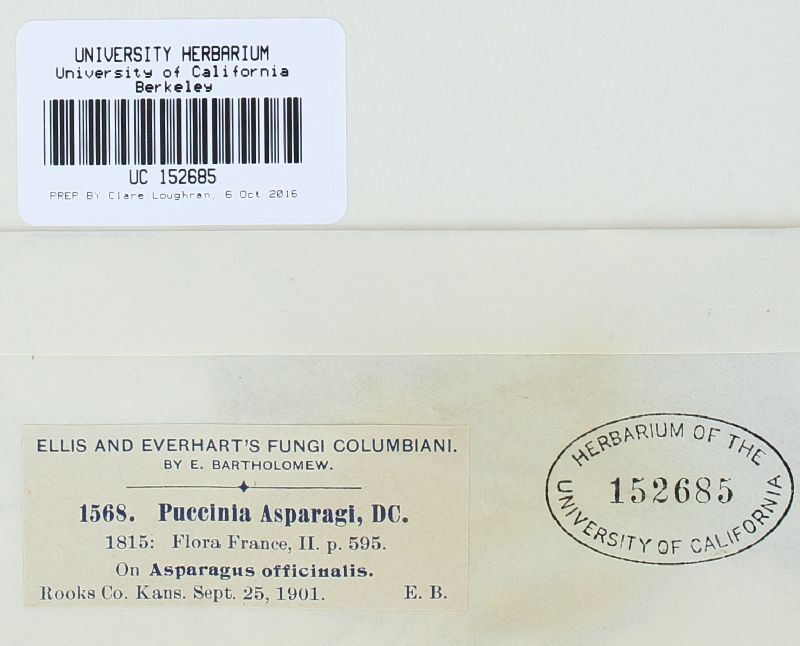 UNIVERSITY HERBARIUM
University of California
Berkeley
UC 152685
PREP BY Clare Loughran, 6 Oct 2016
ELLIS AND EVERHART'S FUNGI COLUMBIANI.
BY E. BARTHOLOMEW.
1568. Puccinia Asparagi, DC.
1815: Flora France, II. p. 595.
On Asparagus officinalis.
Rooks Co. Kans. Sept. 25, 1901. E. B.
HERBARIUM OF THE
152685
UNIVERSITY OF CALIFORNIA